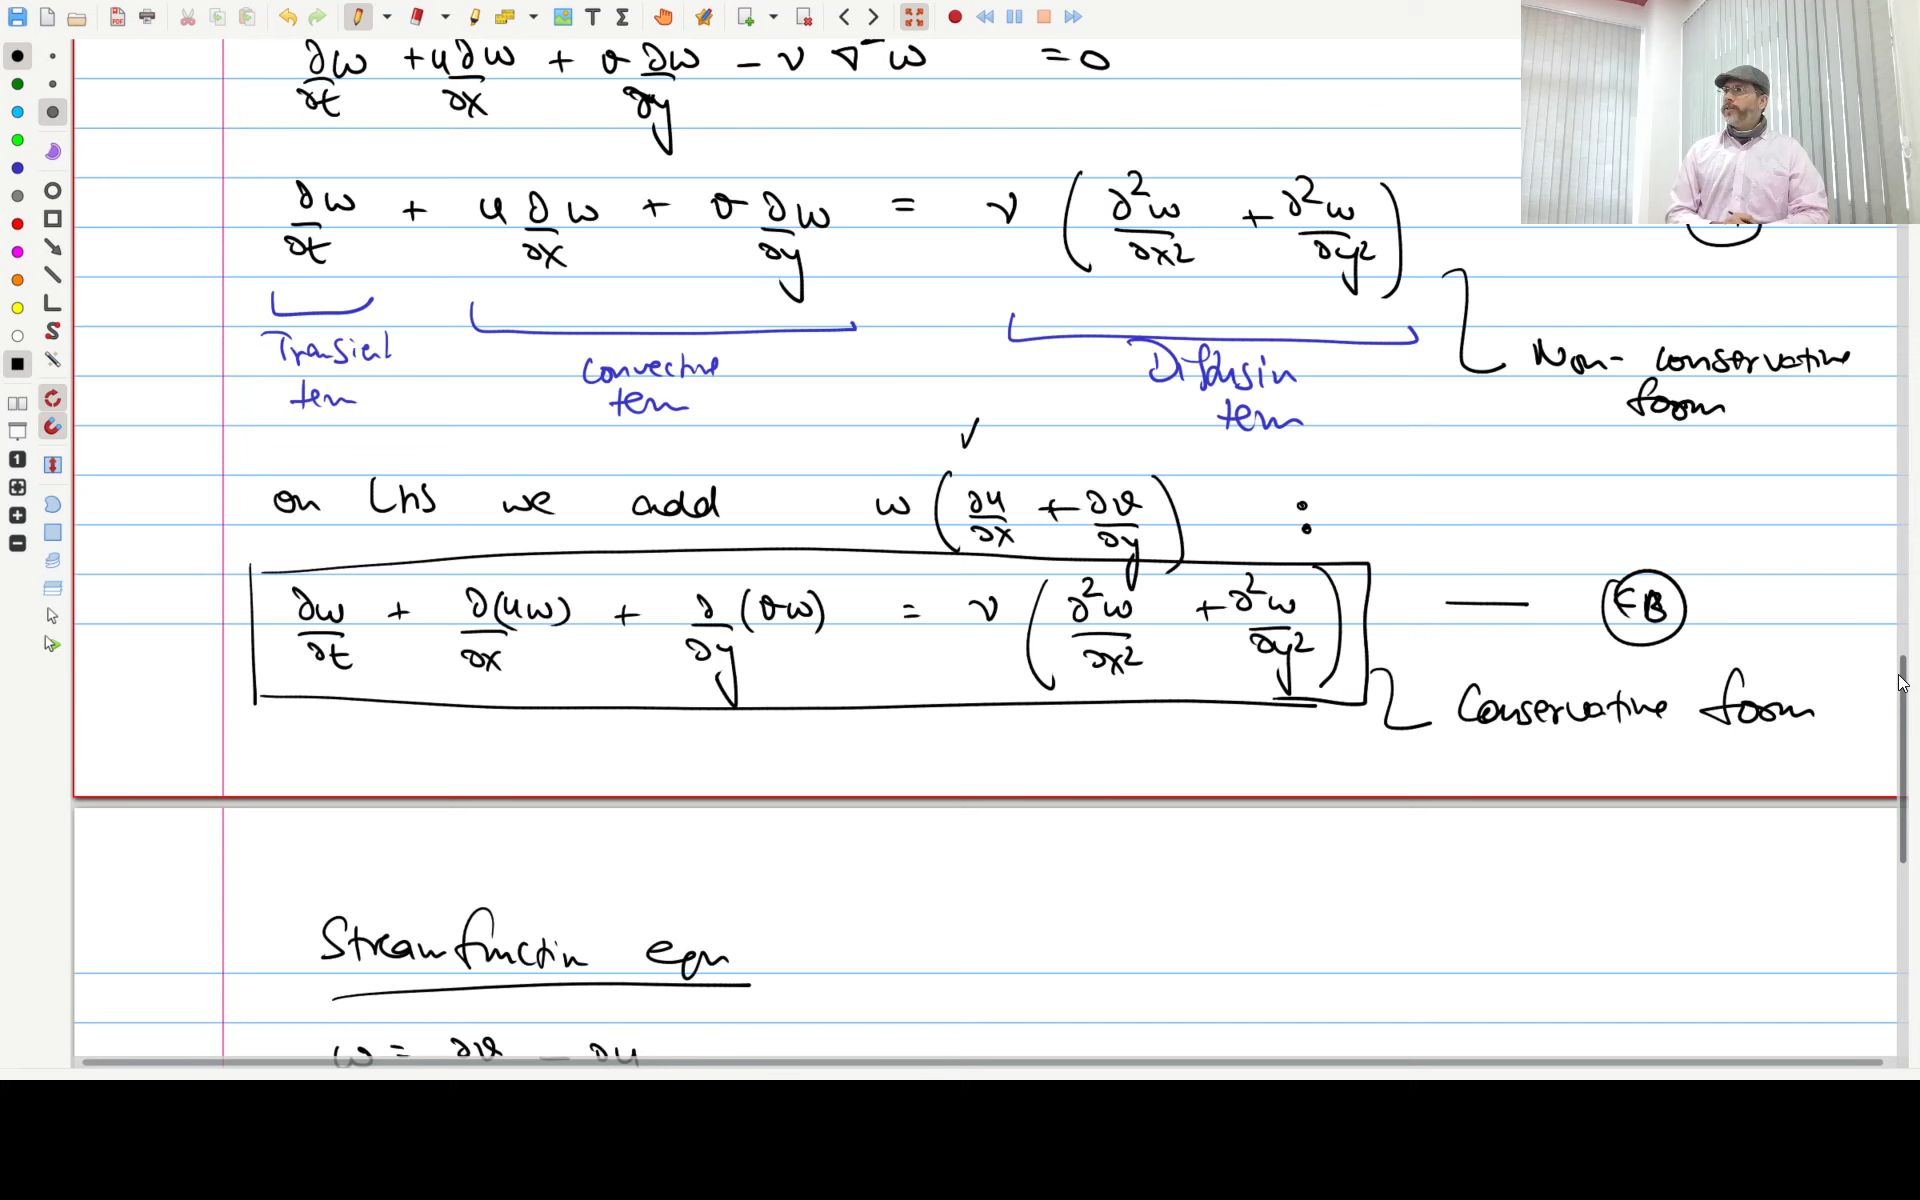 ∂ω/∂t + u ∂ω/∂x + v ∂ω/∂y − ν ∇²ω = 0
∂ω/∂t + u ∂ω/∂x + v ∂ω/∂y = ν (∂²ω/∂x² + ∂²ω/∂y²)
Transient term
Convective term
Diffusion term
Non-conservative form
on LHS we add ω (∂u/∂x + ∂v/∂y) :
∂ω/∂t + ∂(uω)/∂x + ∂/∂y (vω) = ν (∂²ω/∂x² + ∂²ω/∂y²) —
Conservative form
Streamfunction eqn
ω = ∂v − ∂u